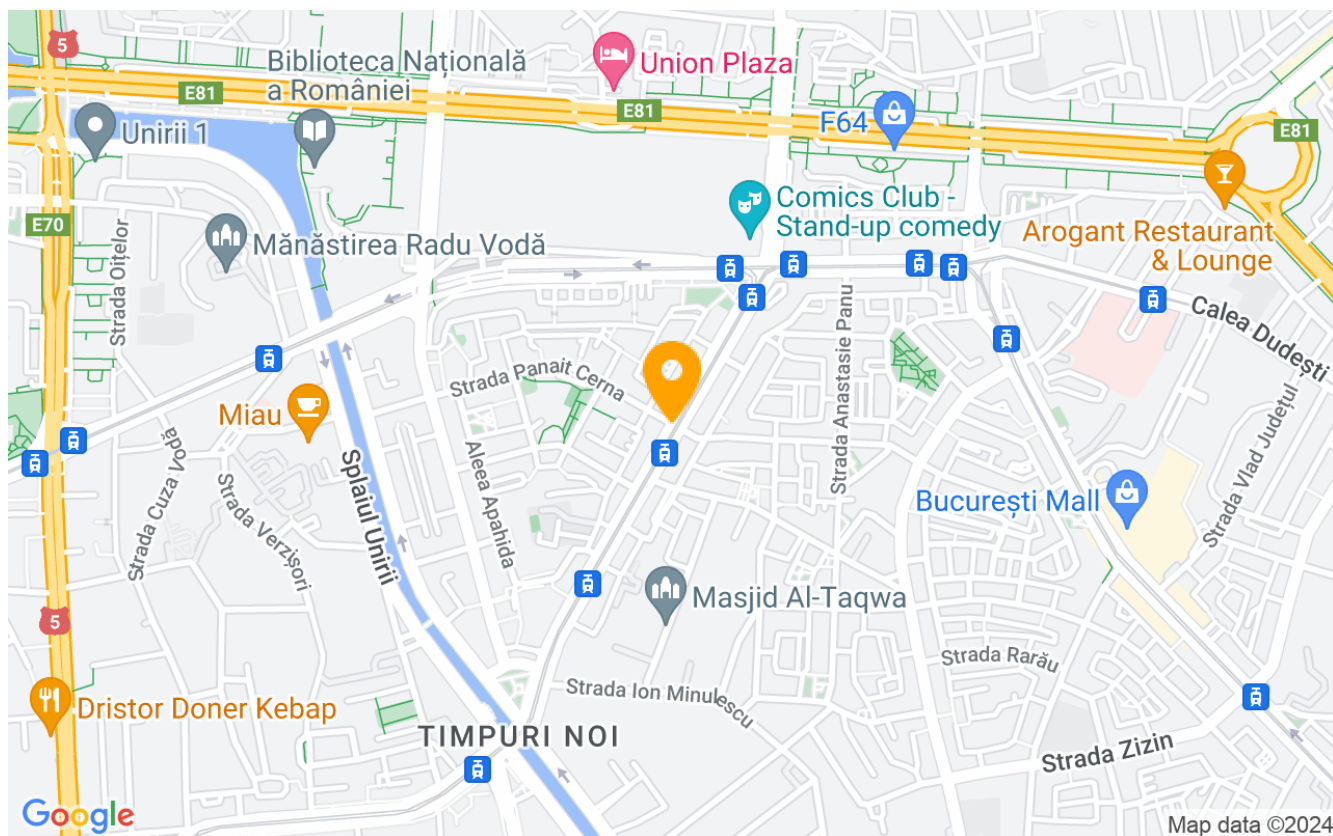 5
Biblioteca Națională
a României
Union Plaza
E81
E81
F64
E81
Unirii 1
E70
Strada Oițelor
Mănăstirea Radu Vodă
Comics Club -
Stand-up comedy
Arogant Restaurant
& Lounge
Calea Dudești
Strada Panait Cerna
Strada Anastasie Panu
Miau
Splaiul Unirii
Aleea Apahida
Strada Cuza Vodă
Strada Verzișori
București Mall
Strada Vlad Județul
Masjid Al-Taqwa
5
Strada Rarău
Strada Ion Minulescu
Dristor Doner Kebap
TIMPURI NOI
Strada Zizin
Google
Map data ©2024